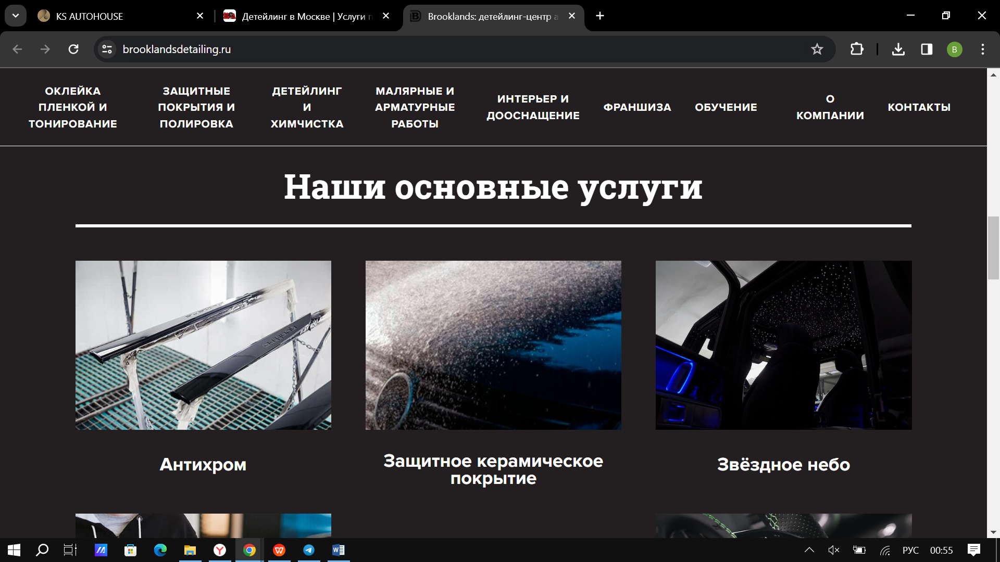 KS AUTOHOUSE
Детейлинг в Москве | Услуги п
Brooklands: детейлинг-центр а
brooklandsdetailing.ru
B
ОКЛЕЙКА
ПЛЕНКОЙ И
ТОНИРОВАНИЕ
ЗАЩИТНЫЕ
ПОКРЫТИЯ И
ПОЛИРОВКА
ДЕТЕЙЛИНГ
И
ХИМЧИСТКА
МАЛЯРНЫЕ И
АРМАТУРНЫЕ
РАБОТЫ
ИНТЕРЬЕР И
ДООСНАЩЕНИЕ
ФРАНШИЗА
ОБУЧЕНИЕ
О
КОМПАНИИ
КОНТАКТЫ
Наши основные услуги
Антихром
Защитное керамическое
покрытие
Звёздное небо
РУС
00:55